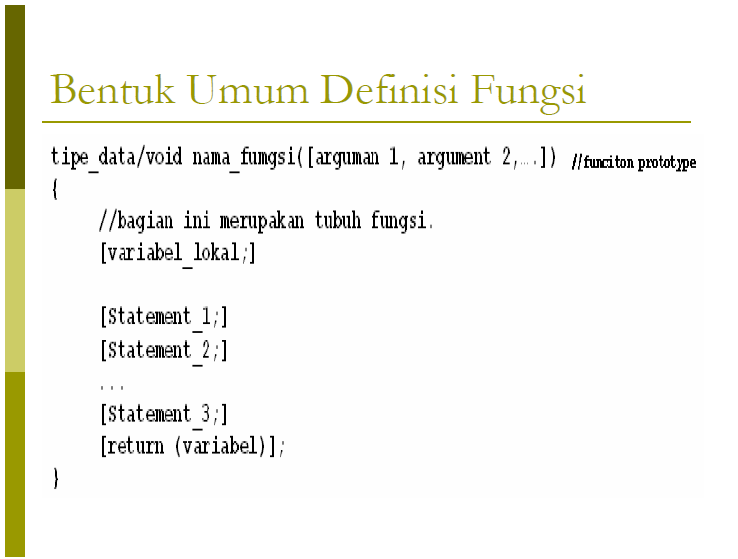 Bentuk Umum Definisi Fungsi
tipe_data/void nama_fumgsi([arguman 1, argument 2,...]) //funciton prototype
{
//bagian ini merupakan tubuh fungsi.
[variabel_lokal;]
[Statement_1;]
[Statement_2;]
...
[Statement_3;]
[return (variabel)];
}